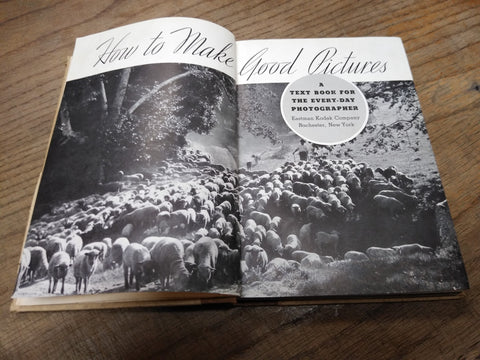 How to Make Good Pictures
A
TEXT BOOK FOR
THE EVERY-DAY
PHOTOGRAPHER
Eastman Kodak Company
Rochester, New York